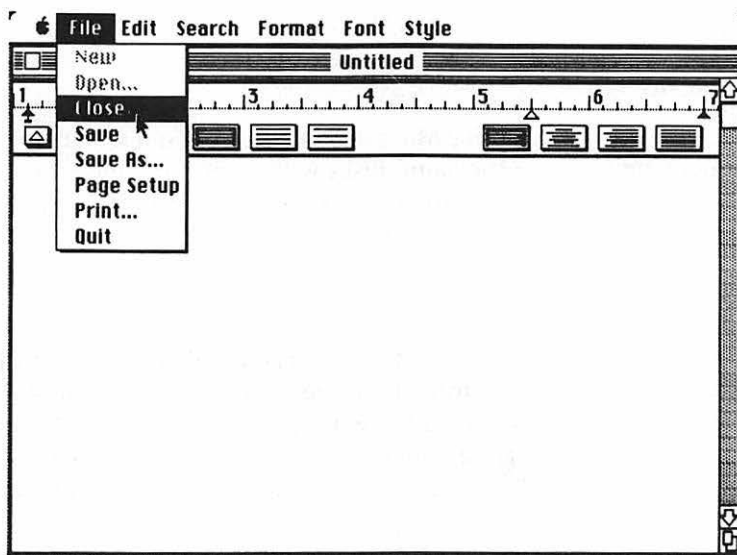 File Edit Search Format Font Style
Untitled
New
Open...
Close
Save
Save As...
Page Setup
Print...
Quit
1 3 4 5 6 7